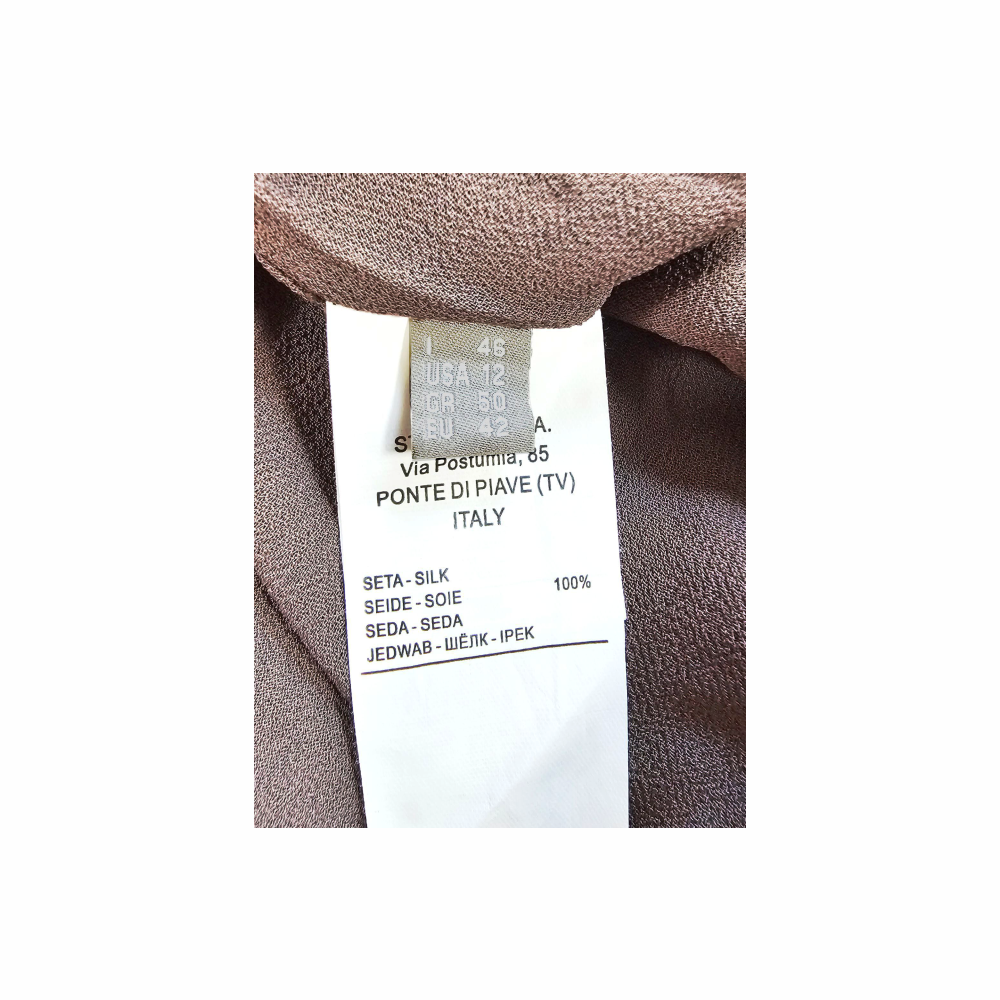 I 46
USA 12
GR 50
EU 42
A.
Via Postumia, 85
PONTE DI PIAVE (TV)
ITALY
SETA - SILK
SEIDE - SOIE 100%
SEDA - SEDA
JEDWAB - ШЁЛК - IPEK